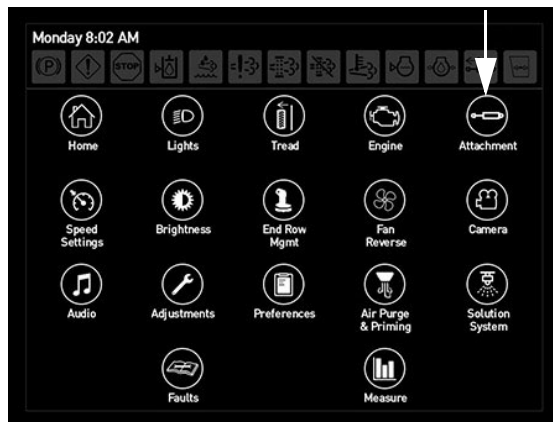 Monday 8:02 AM
(P) STOP
Home Lights Tread Engine Attachment
Speed Settings Brightness End Row Mgmt Fan Reverse Camera
Audio Adjustments Preferences Air Purge & Priming Solution System
Faults Measure